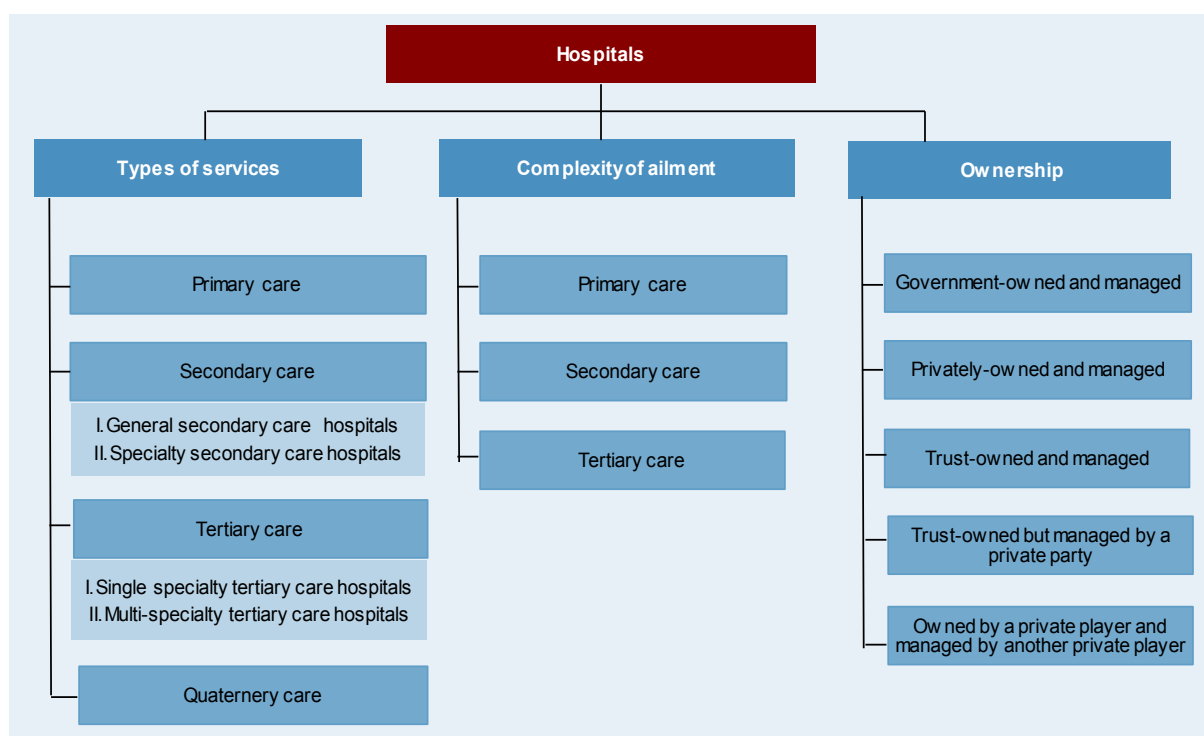 Hospitals
Types of services
Primary care
Secondary care
I. General secondary care hospitals
II. Specialty secondary care hospitals
Tertiary care
I. Single specialty tertiary care hospitals
II. Multi-specialty tertiary care hospitals
Quaternery care
Complexity of ailment
Primary care
Secondary care
Tertiary care
Ownership
Government-owned and managed
Privately-owned and managed
Trust-owned and managed
Trust-owned but managed by a
private party
Owned by a private player and
managed by another private player